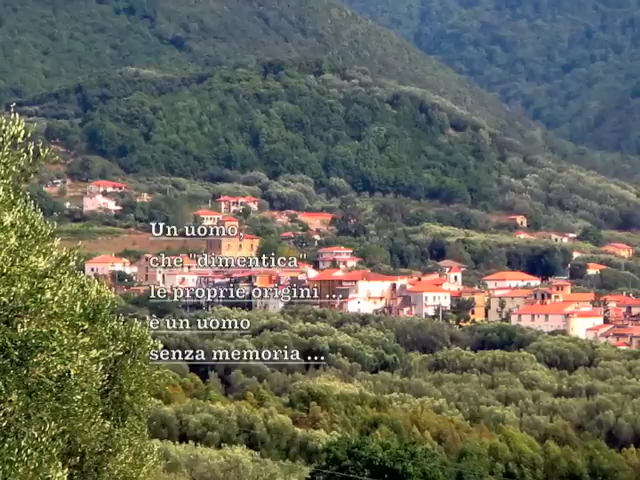 Un uomo,
che "dimentica
le proprie origini ...
è un uomo
senza memoria ...